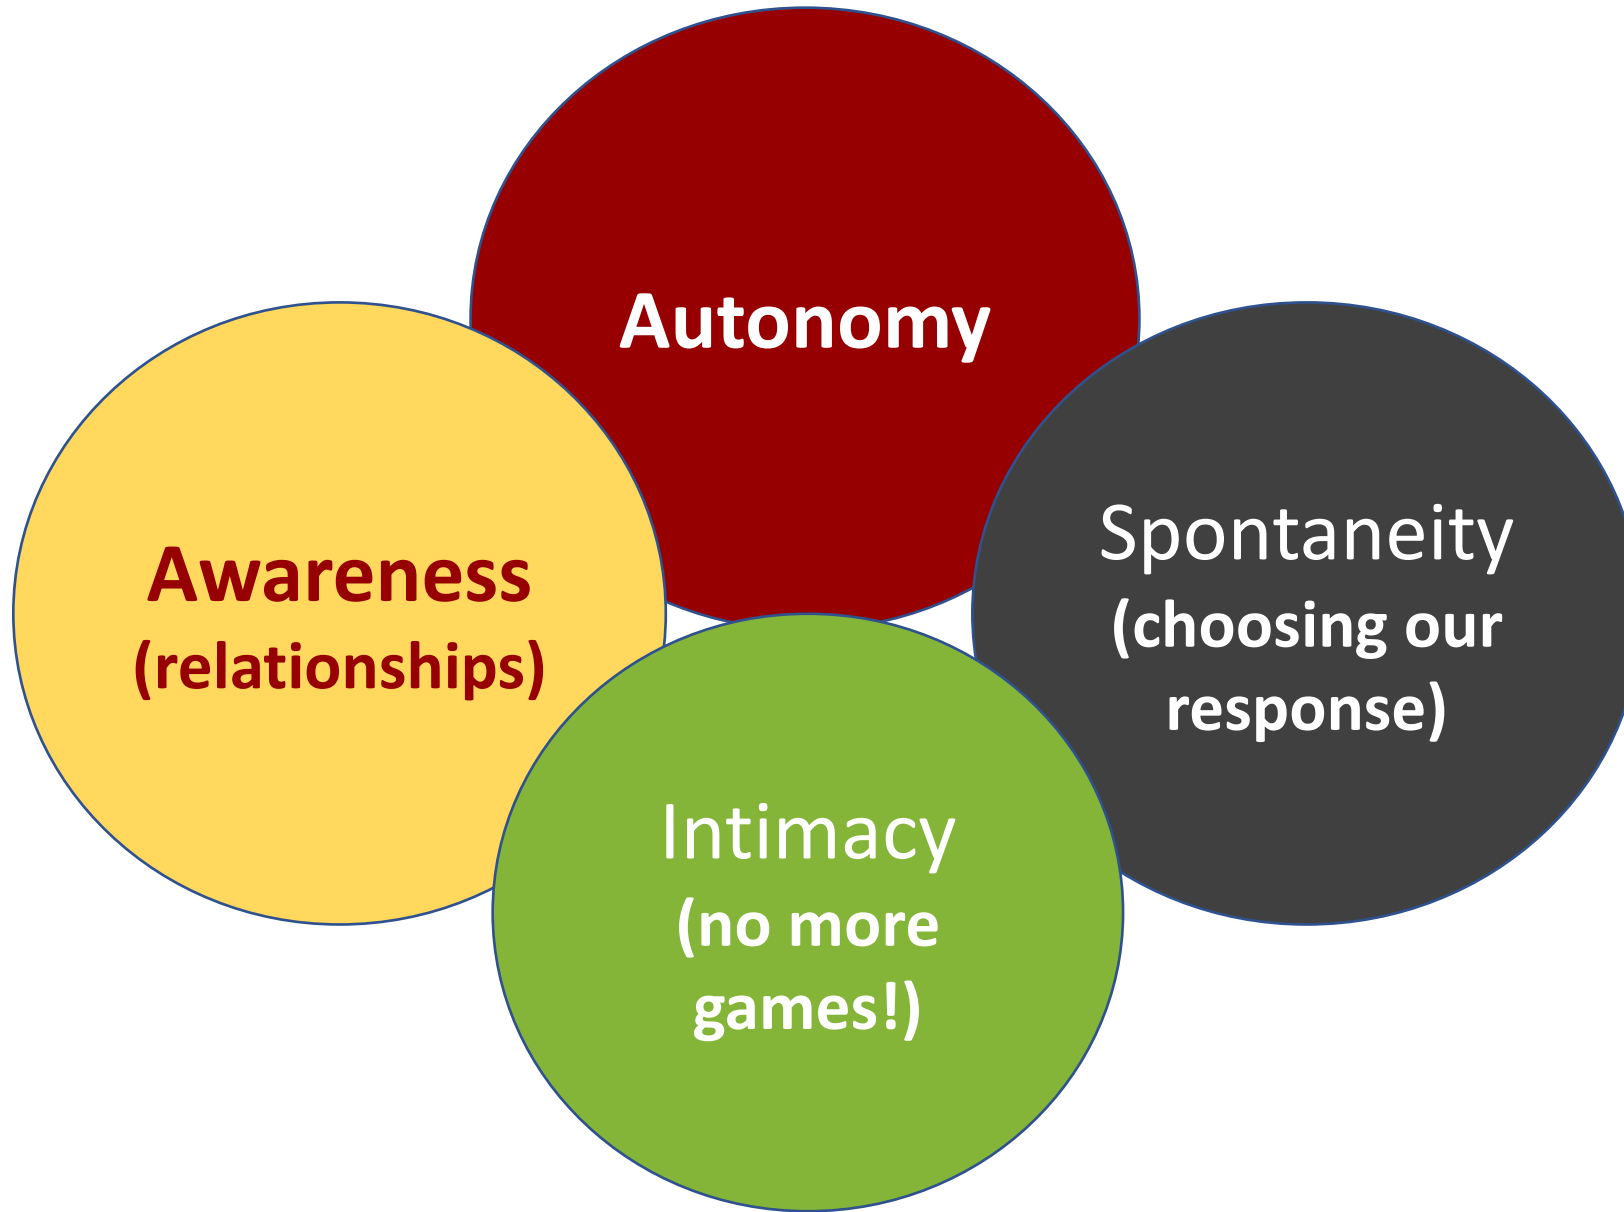 Autonomy
Awareness
(relationships)
Spontaneity
(choosing our
response)
Intimacy
(no more
games!)